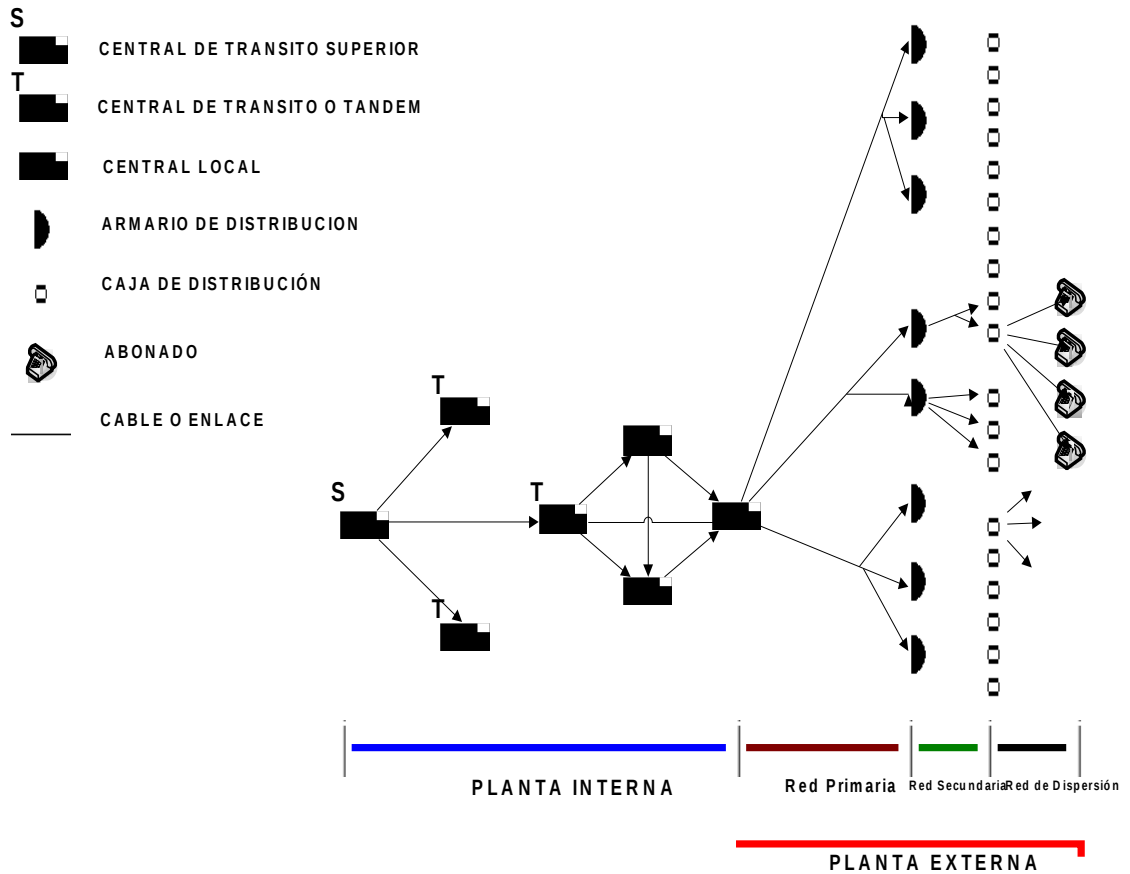 S
CENTRAL DE TRANSITO SUPERIOR
T
CENTRAL DE TRANSITO O TANDEM
CENTRAL LOCAL
ARMARIO DE DISTRIBUCION
CAJA DE DISTRIBUCIÓN
ABONADO
CABLE O ENLACE
T
S
T
T
PLANTA INTERNA
Red Primaria
Red Secundaria
Red de Dispersión
PLANTA EXTERNA